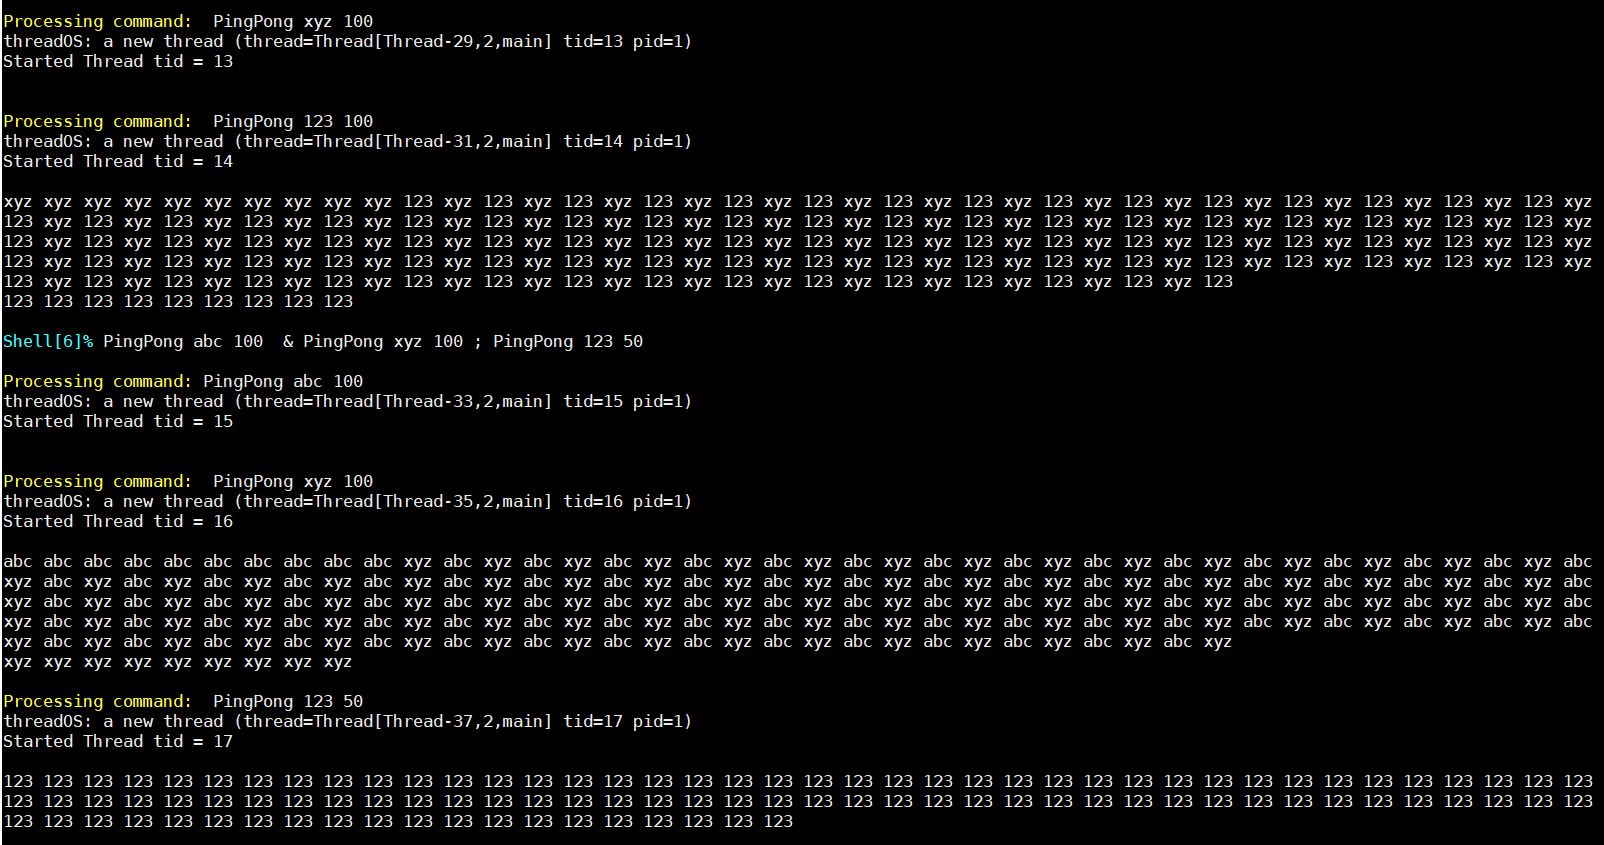 Processing command:  PingPong xyz 100
threadOS: a new thread (thread=Thread[Thread-29,2,main] tid=13 pid=1)
Started Thread tid = 13
Processing command:  PingPong 123 100
threadOS: a new thread (thread=Thread[Thread-31,2,main] tid=14 pid=1)
Started Thread tid = 14
xyz xyz xyz xyz xyz xyz xyz xyz xyz xyz 123 xyz 123 xyz 123 xyz 123 xyz 123 xyz 123 xyz 123 xyz 123 xyz 123 xyz 123 xyz 123 xyz 123 xyz 123 xyz 123 xyz 123 xyz
123 xyz 123 xyz 123 xyz 123 xyz 123 xyz 123 xyz 123 xyz 123 xyz 123 xyz 123 xyz 123 xyz 123 xyz 123 xyz 123 xyz 123 xyz 123 xyz 123 xyz 123 xyz 123 xyz 123 xyz
123 xyz 123 xyz 123 xyz 123 xyz 123 xyz 123 xyz 123 xyz 123 xyz 123 xyz 123 xyz 123 xyz 123 xyz 123 xyz 123 xyz 123 xyz 123 xyz 123 xyz 123 xyz 123 xyz 123 xyz
123 xyz 123 xyz 123 xyz 123 xyz 123 xyz 123 xyz 123 xyz 123 xyz 123 xyz 123 xyz 123 xyz 123 xyz 123 xyz 123 xyz 123 xyz 123 xyz 123 xyz 123 xyz 123 xyz 123 xyz
123 xyz 123 xyz 123 xyz 123 xyz 123 xyz 123 xyz 123 xyz 123 xyz 123 xyz 123 xyz 123 xyz 123 xyz 123 xyz 123 xyz 123 xyz 123
123 123 123 123 123 123 123 123 123
Shell[6]% PingPong abc 100  & PingPong xyz 100 ; PingPong 123 50
Processing command: PingPong abc 100
threadOS: a new thread (thread=Thread[Thread-33,2,main] tid=15 pid=1)
Started Thread tid = 15
Processing command:  PingPong xyz 100
threadOS: a new thread (thread=Thread[Thread-35,2,main] tid=16 pid=1)
Started Thread tid = 16
abc abc abc abc abc abc abc abc abc abc xyz abc xyz abc xyz abc xyz abc xyz abc xyz abc xyz abc xyz abc xyz abc xyz abc xyz abc xyz abc xyz abc xyz abc xyz abc
xyz abc xyz abc xyz abc xyz abc xyz abc xyz abc xyz abc xyz abc xyz abc xyz abc xyz abc xyz abc xyz abc xyz abc xyz abc xyz abc xyz abc xyz abc xyz abc xyz abc
xyz abc xyz abc xyz abc xyz abc xyz abc xyz abc xyz abc xyz abc xyz abc xyz abc xyz abc xyz abc xyz abc xyz abc xyz abc xyz abc xyz abc xyz abc xyz abc xyz abc
xyz abc xyz abc xyz abc xyz abc xyz abc xyz abc xyz abc xyz abc xyz abc xyz abc xyz abc xyz abc xyz abc xyz abc xyz abc xyz abc xyz abc xyz abc xyz abc xyz abc
xyz abc xyz abc xyz abc xyz abc xyz abc xyz abc xyz abc xyz abc xyz abc xyz abc xyz abc xyz abc xyz abc xyz abc xyz abc xyz
xyz xyz xyz xyz xyz xyz xyz xyz xyz
Processing command:  PingPong 123 50
threadOS: a new thread (thread=Thread[Thread-37,2,main] tid=17 pid=1)
Started Thread tid = 17
123 123 123 123 123 123 123 123 123 123 123 123 123 123 123 123 123 123 123 123 123 123 123 123 123 123 123 123 123 123 123 123 123 123 123 123 123 123 123 123
123 123 123 123 123 123 123 123 123 123 123 123 123 123 123 123 123 123 123 123 123 123 123 123 123 123 123 123 123 123 123 123 123 123 123 123 123 123 123 123
123 123 123 123 123 123 123 123 123 123 123 123 123 123 123 123 123 123 123 123